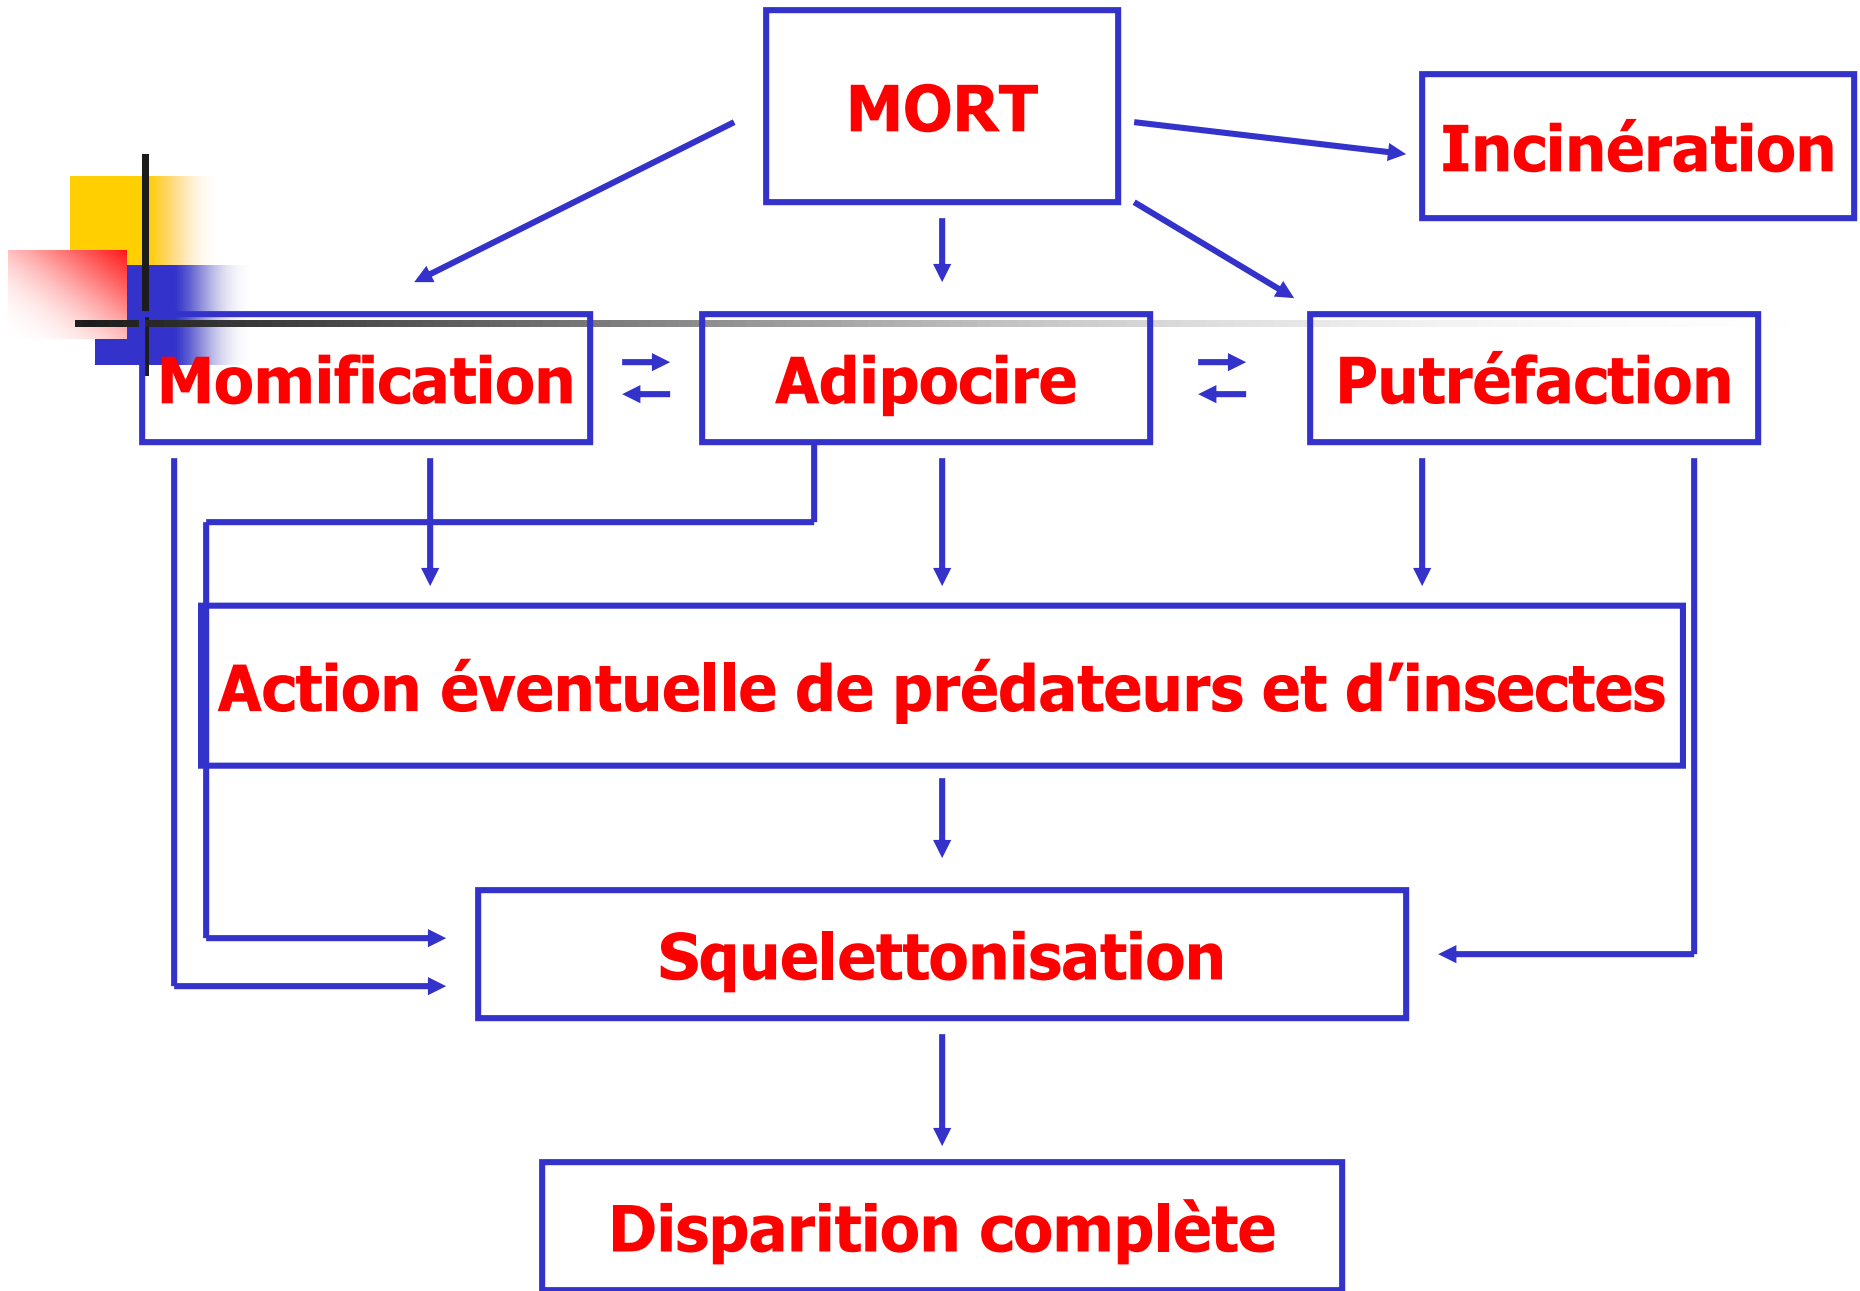 MORT
Incinération
Momification
Adipocire
Putréfaction
Action éventuelle de prédateurs et d’insectes
Squelettonisation
Disparition complète